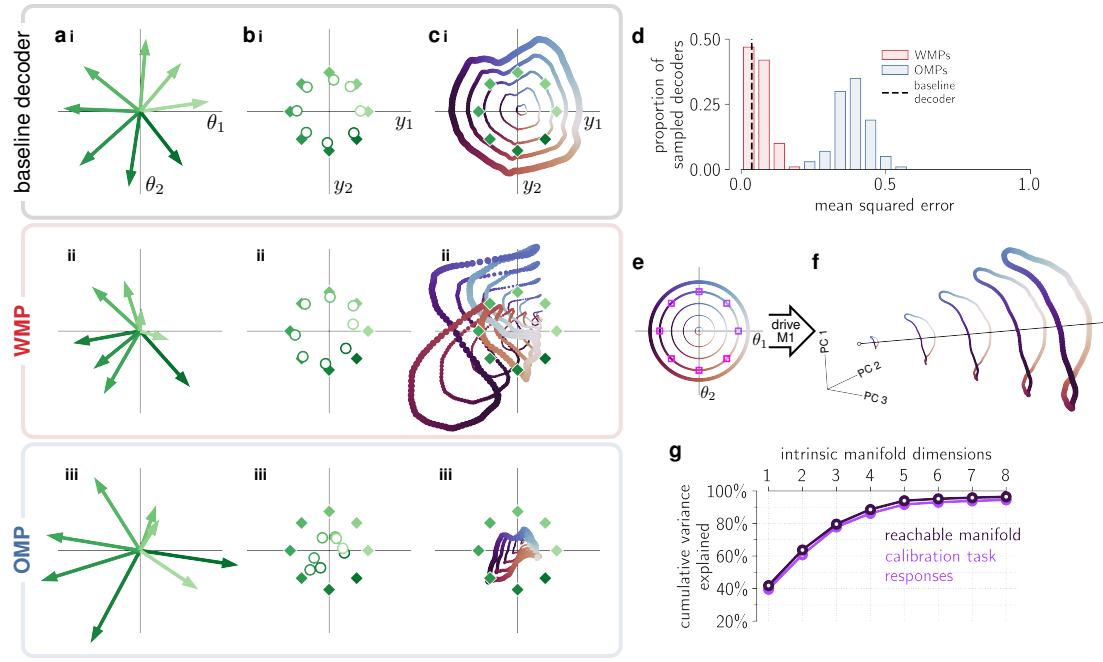 baseline decoder
a i
θ1
θ2
b i
y1
y2
c i
y1
y2
WMP
ii
ii
ii
OMP
iii
iii
iii
d
proportion of
sampled decoders
0.50
0.25
0.00
0.0
0.5
1.0
mean squared error
WMPs
OMPs
baseline
decoder
e
θ1
θ2
drive
M1
f
PC 1
PC 2
PC 3
g
intrinsic manifold dimensions
1 2 3 4 5 6 7 8
cumulative variance
explained
100%
80%
60%
40%
20%
reachable manifold
calibration task
responses